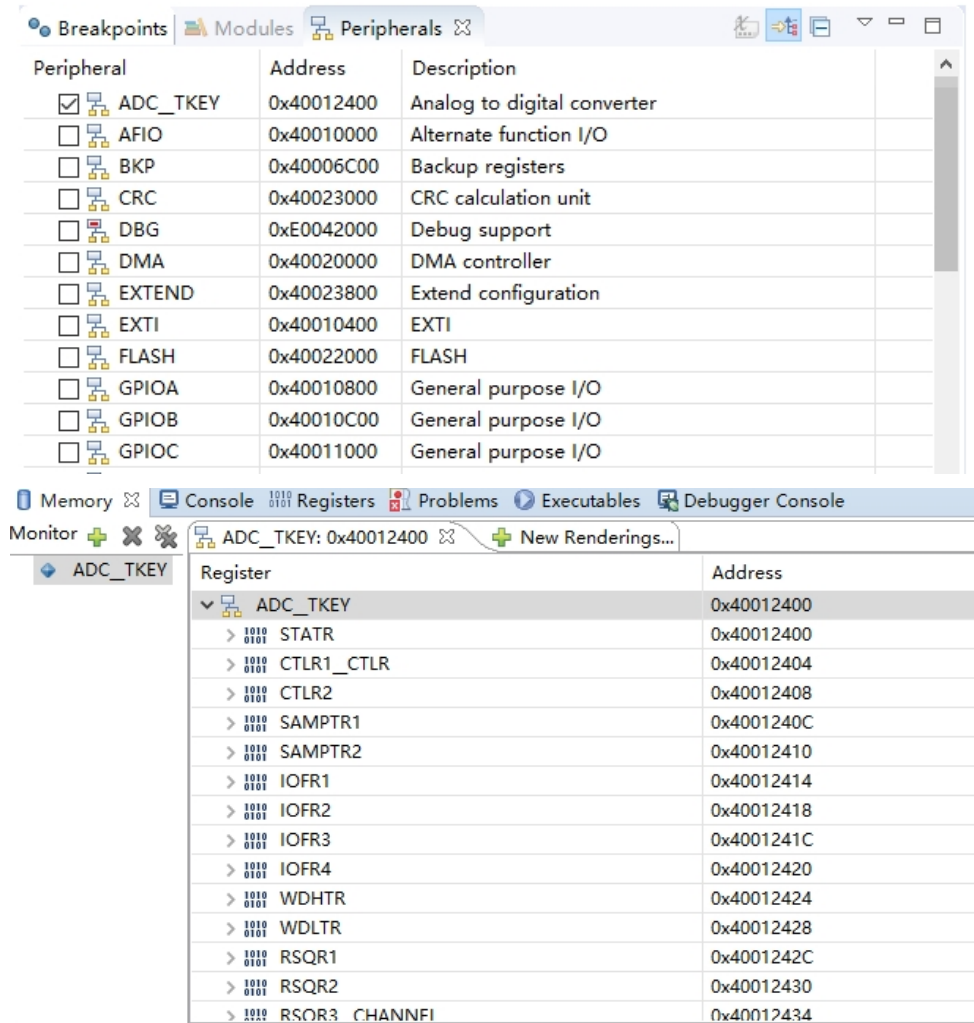 Breakpoints Modules Peripherals
Peripheral Address Description
ADC_TKEY 0x40012400 Analog to digital converter
AFIO 0x40010000 Alternate function I/O
BKP 0x40006C00 Backup registers
CRC 0x40023000 CRC calculation unit
DBG 0xE0042000 Debug support
DMA 0x40020000 DMA controller
EXTEND 0x40023800 Extend configuration
EXTI 0x40010400 EXTI
FLASH 0x40022000 FLASH
GPIOA 0x40010800 General purpose I/O
GPIOB 0x40010C00 General purpose I/O
GPIOC 0x40011000 General purpose I/O
Memory Console Registers Problems Executables Debugger Console
Monitor ADC_TKEY: 0x40012400 New Renderings...
ADC_TKEY Register Address
ADC_TKEY 0x40012400
STATR 0x40012400
CTLR1_CTLR 0x40012404
CTLR2 0x40012408
SAMPTR1 0x4001240C
SAMPTR2 0x40012410
IOFR1 0x40012414
IOFR2 0x40012418
IOFR3 0x4001241C
IOFR4 0x40012420
WDHTR 0x40012424
WDLTR 0x40012428
RSQR1 0x4001242C
RSQR2 0x40012430
RSQR3_CHANNEL 0x40012434